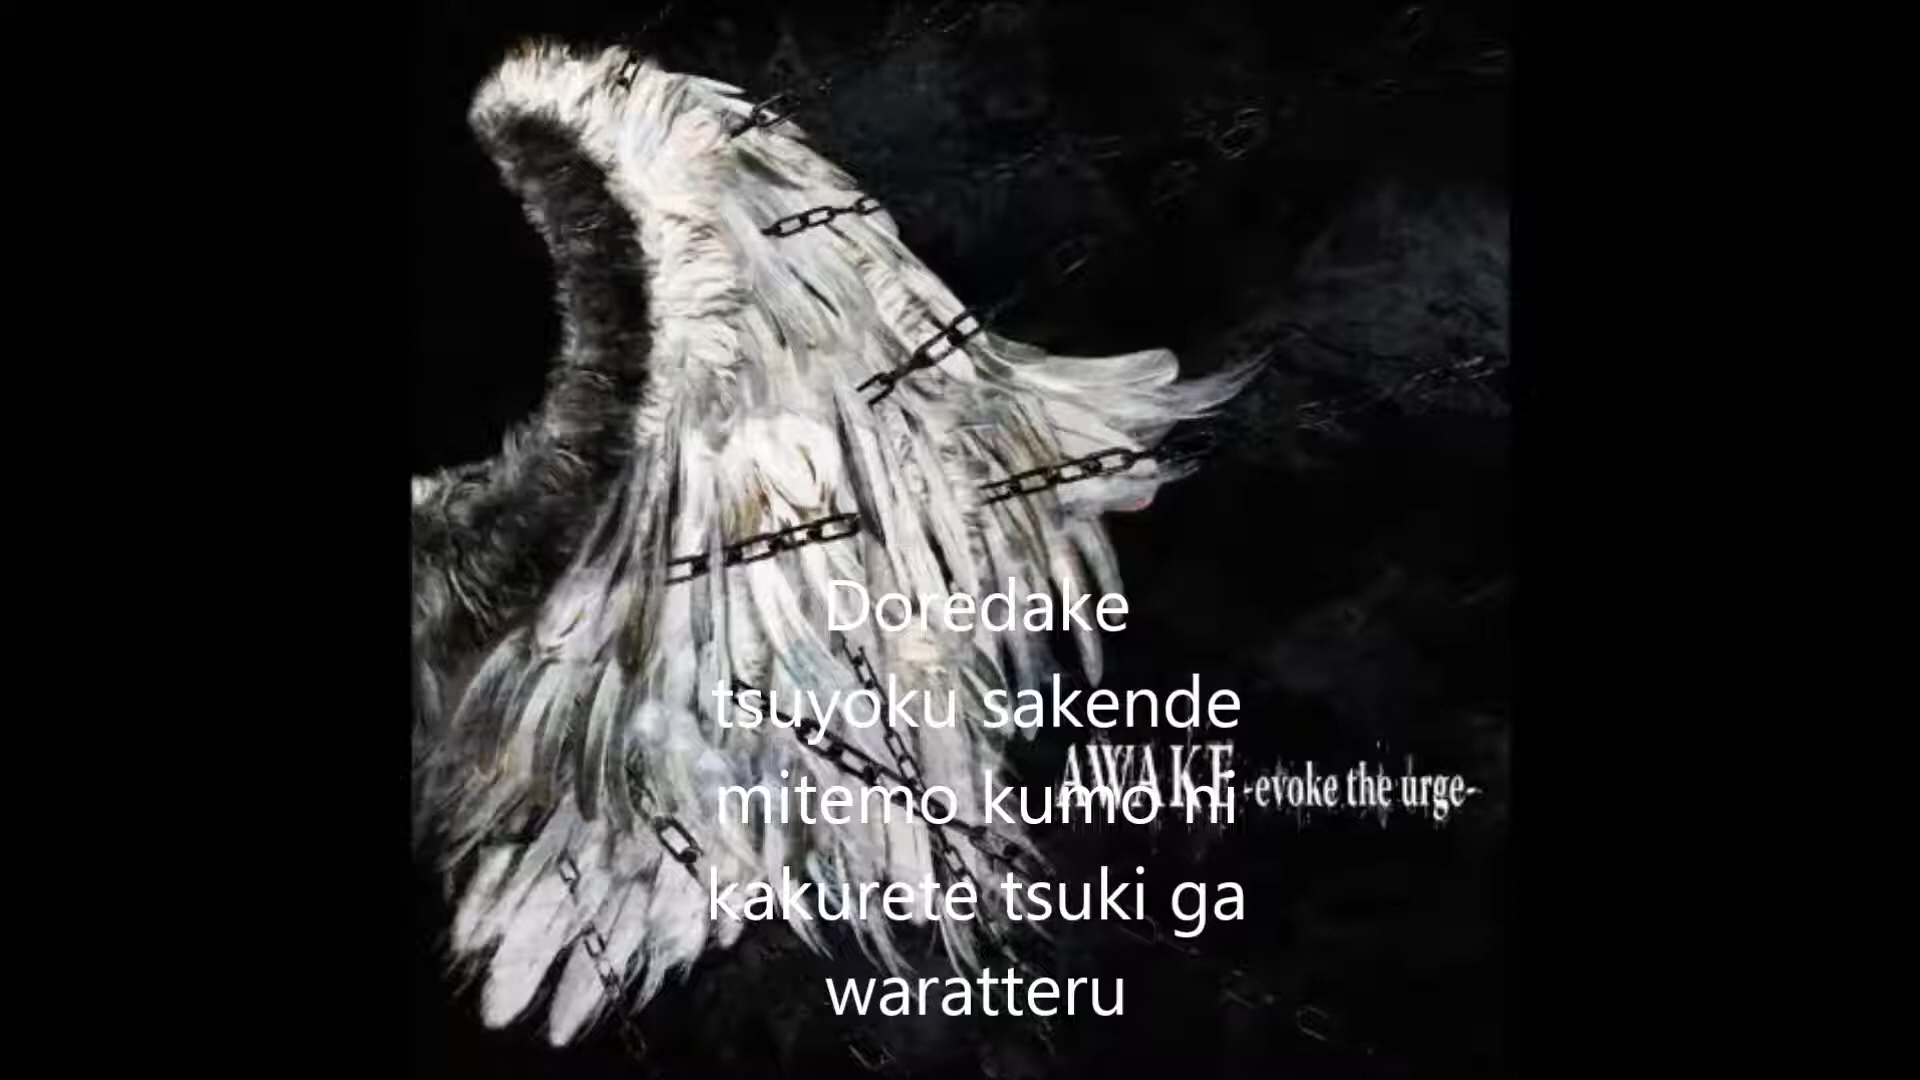 Doredake
tsuyoku sakende
mitemo kumo ni
kakurete tsuki ga
waratteru
AWAKE -evoke the urge-